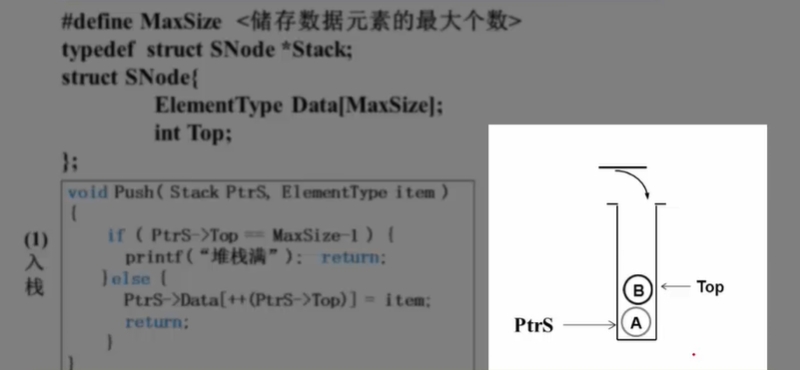 #define MaxSize <储存数据元素的最大个数>
typedef struct SNode *Stack;
struct SNode{
ElementType Data[MaxSize];
int Top;
};
(1)
入
栈
void Push( Stack PtrS, ElementType item )
{
if ( PtrS->Top == MaxSize-1 ) {
printf(“堆栈满”); return;
}else {
PtrS->Data[++(PtrS->Top)] = item;
return;
}
}
B
Top
PtrS
A